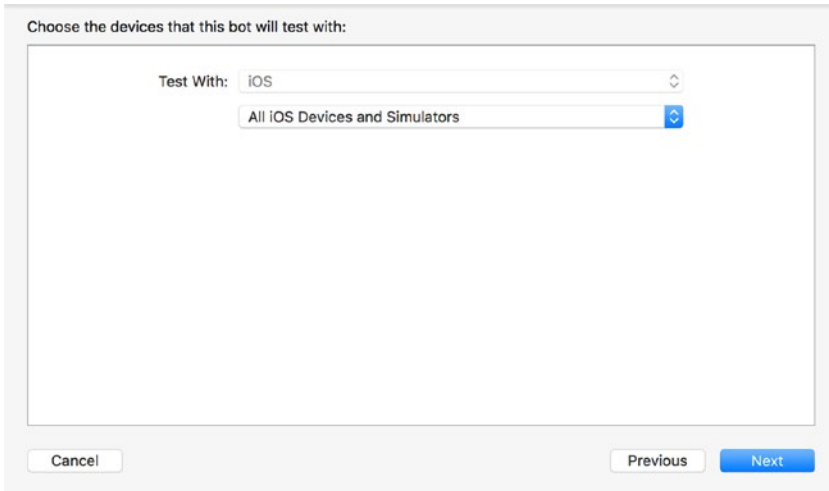 Choose the devices that this bot will test with:
Test With: iOS
All iOS Devices and Simulators
Cancel Previous Next